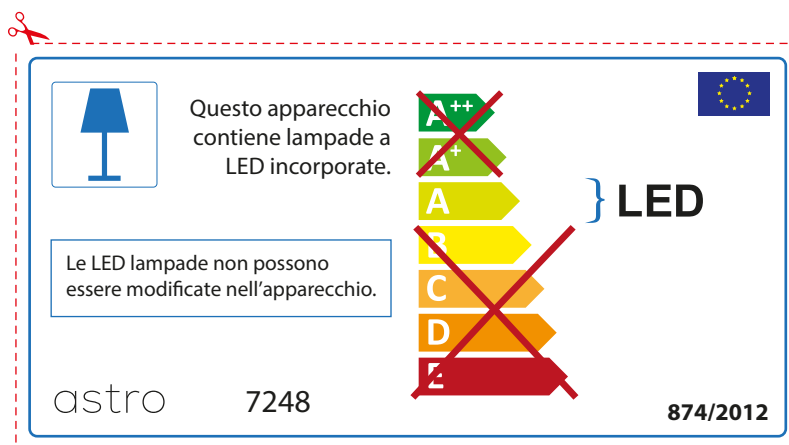 Questo apparecchio
contiene lampade a
LED incorporate.
A++
A+
A
B
C
D
E
LED
Le LED lampade non possono
essere modificate nell'apparecchio.
astro
7248
874/2012